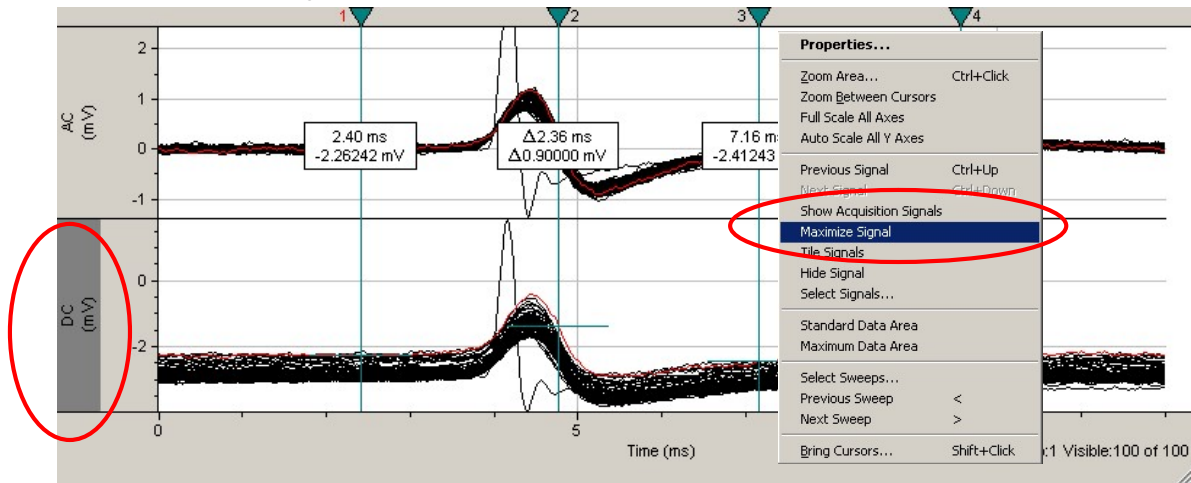 1 2 3 4
2
1
0
-1
AC
(mV)
2.40 ms
-2.26242 mV
Δ2.36 ms
Δ0.90000 mV
7.16 m
-2.41243
0
-2
DC
(mV)
0 5
Time (ms)
Properties...
Zoom Area... Ctrl+Click
Zoom Between Cursors
Full Scale All Axes
Auto Scale All Y Axes
Previous Signal Ctrl+Up
Next Signal Ctrl+Down
Show Acquisition Signals
Maximize Signal
Tile Signals
Hide Signal
Select Signals...
Standard Data Area
Maximum Data Area
Select Sweeps...
Previous Sweep <
Next Sweep >
Bring Cursors... Shift+Click
:1 Visible:100 of 100